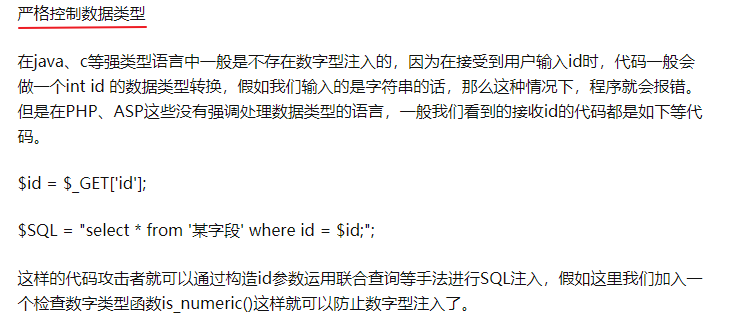 严格控制数据类型
在java、c等强类型语言中一般是不存在数字型注入的，因为在接受到用户输入id时，代码一般会
做一个int id 的数据类型转换，假如我们输入的是字符串的话，那么这种情况下，程序就会报错。
但是在PHP、ASP这些没有强调处理数据类型的语言，一般我们看到的接收id的代码都是如下等代
码。
$id = $_GET['id'];
$SQL = "select * from '某字段' where id = $id;";
这样的代码攻击者就可以通过构造id参数运用联合查询等手法进行SQL注入，假如这里我们加入一
个检查数字类型函数is_numeric()这样就可以防止数字型注入了。